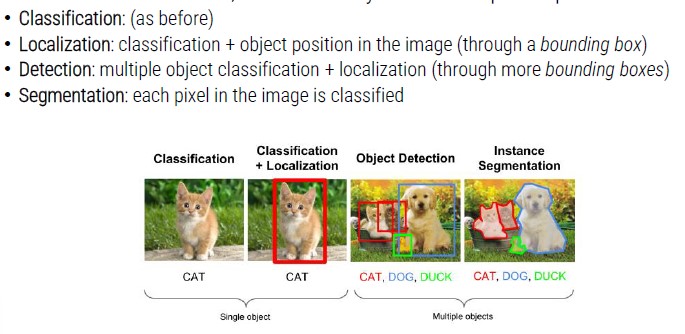 • Classification: (as before)
• Localization: classification + object position in the image (through a bounding box)
• Detection: multiple object classification + localization (through more bounding boxes)
• Segmentation: each pixel in the image is classified
Classification
Classification
+ Localization
Object Detection
Instance
Segmentation
CAT
CAT
CAT, DOG, DUCK
CAT, DOG, DUCK
Single object
Multiple objects